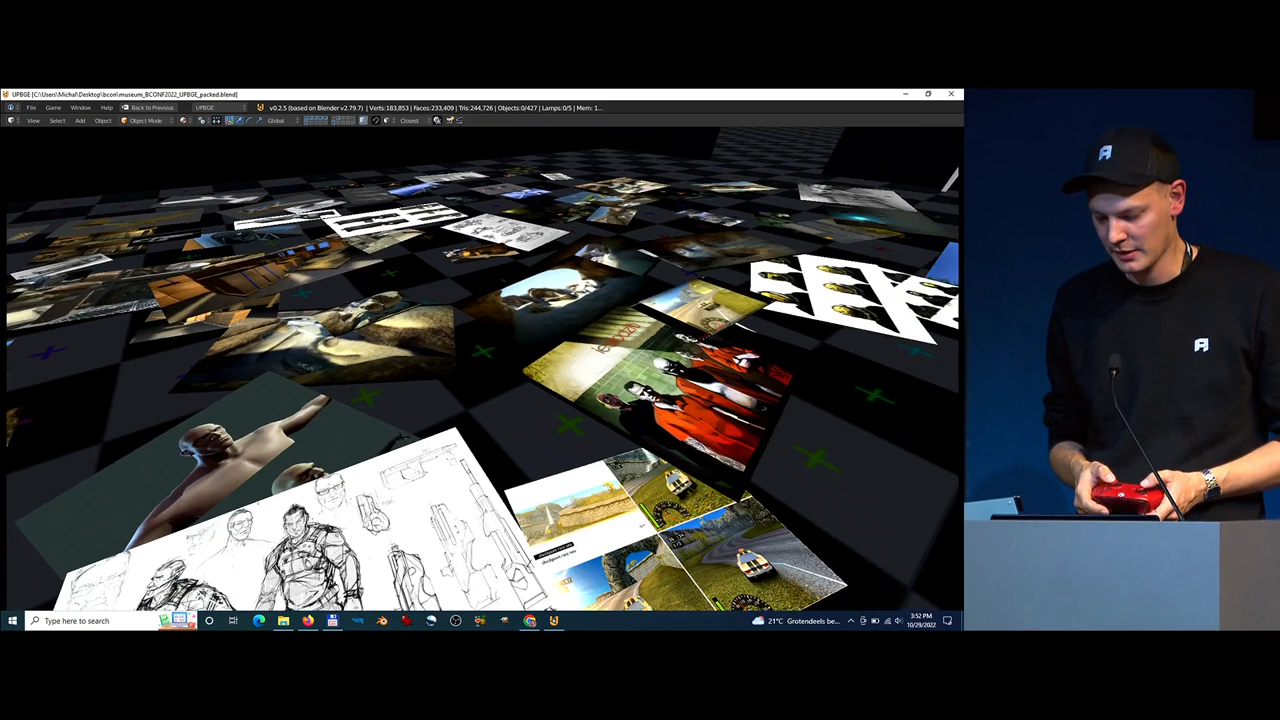 UPBGE [C:\Users\Michal\Desktop\bcon\museum_BCONF2022_UPBGE_packed.blend]
File Game Window Help Back to Previous UPBGE v0.2.5 (based on Blender v2.79.7) | Verts:183,853 | Faces:233,409 | Tris:244,726 | Objects:0/427 | Lamps:0/5 | Mem: 1...
View Select Add Object Object Mode Global Closest
checkpoint race two
Type here to search
21°C Grotendeels be...
3:52 PM
10/29/2022